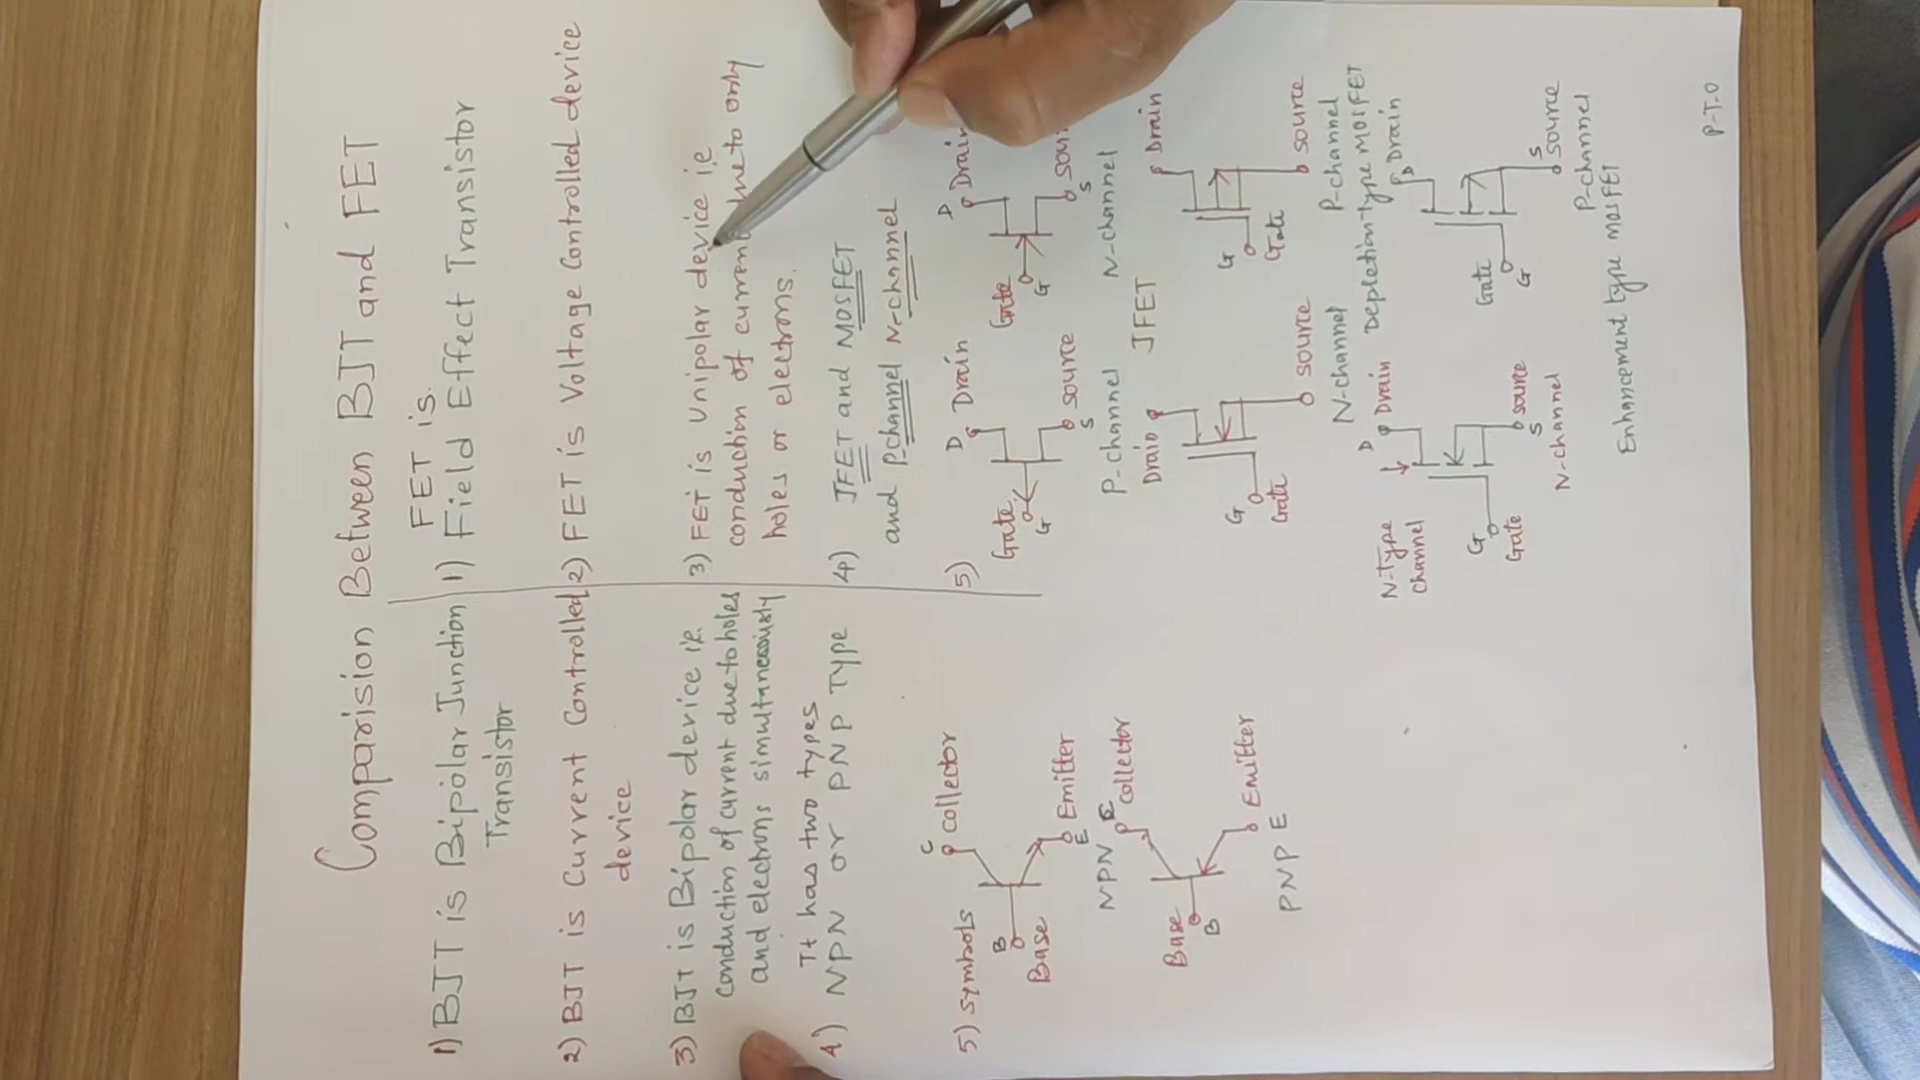 Comparision Between BJT and FET
1) BJT is Bipolar Junction
Transistor
2) BJT is Current Controlled
device
3) BJT is Bipolar device ie
conduction of current due to holes
and electrons simultaneously
It has two types
4) NPN or PNP Type
5) Symbols
C Collector
B
Base
E Emitter
NPN
C Collector
Base
B
Emitter
PNP E
FET is
1) Field Effect Transistor
2) FET is Voltage Controlled device
3) FET is Unipolar device ie
conduction of current due to only
holes or electrons.
4) JFET and MOSFET
and P-channel N-channel
5)
D Drain
Gate
G
Source
S
P-channel
D Drain
Gate
G
S
N-channel
JFET
Drain
G
Gate
Source
N-channel
Drain
G
Gate
Source
P-channel
Depletion-type MOSFET
N-Type
channel
D Drain
G
Gate
Source
S
N-channel
D Drain
Gate
G
S
Source
P-channel
Enhancement type MOSFET
P.T.O